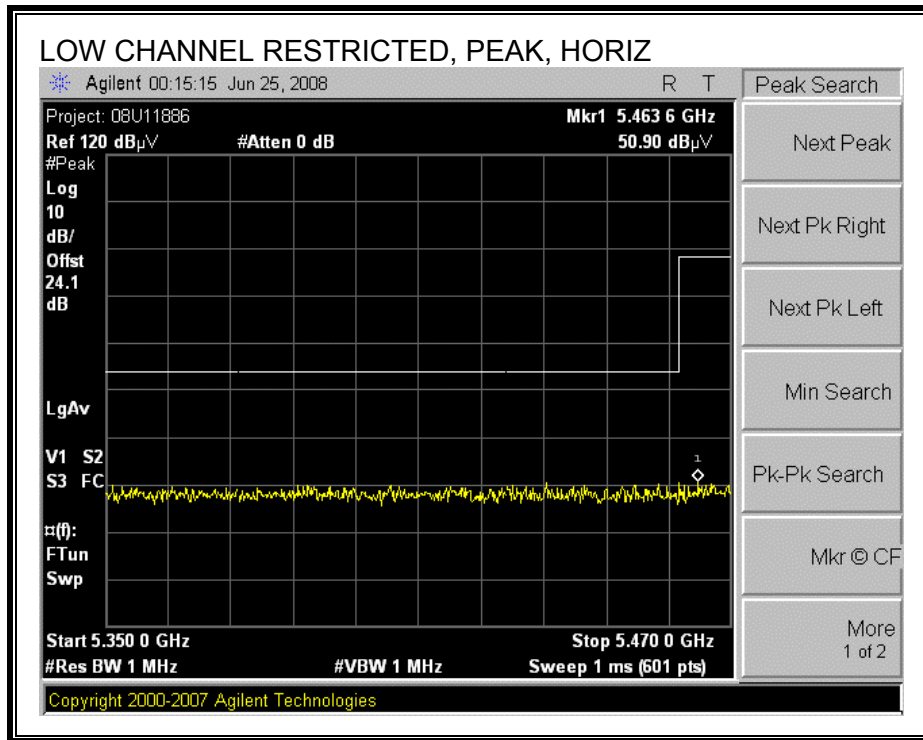 LOW CHANNEL RESTRICTED, PEAK, HORIZ
Agilent 00:15:15 Jun 25, 2008 R T
Peak Search
Project: 08U11886
Mkr1 5.463 6 GHz
Ref 120 dBµV #Atten 0 dB 50.90 dBµV
Next Peak
#Peak
Log
10
dB/
Next Pk Right
Offst
24.1
dB
Next Pk Left
Min Search
LgAv
V1 S2
1
S3 FC
Pk-Pk Search
¤(f):
FTun
Mkr © CF
Swp
Start 5.350 0 GHz Stop 5.470 0 GHz
#Res BW 1 MHz #VBW 1 MHz Sweep 1 ms (601 pts)
More
1 of 2
Copyright 2000-2007 Agilent Technologies